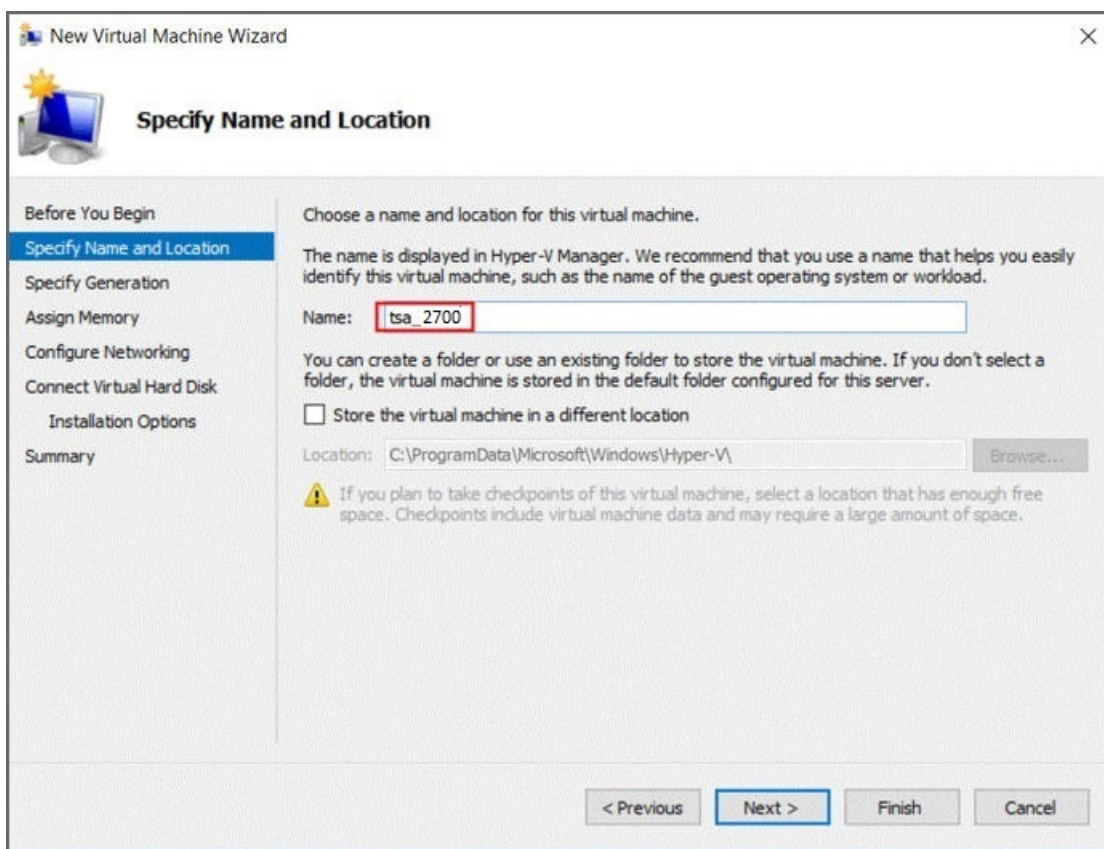 New Virtual Machine Wizard
Specify Name and Location
Before You Begin
Specify Name and Location
Specify Generation
Assign Memory
Configure Networking
Connect Virtual Hard Disk
Installation Options
Summary
Choose a name and location for this virtual machine.
The name is displayed in Hyper-V Manager. We recommend that you use a name that helps you easily
identify this virtual machine, such as the name of the guest operating system or workload.
Name: tsa_2700
You can create a folder or use an existing folder to store the virtual machine. If you don't select a
folder, the virtual machine is stored in the default folder configured for this server.
Store the virtual machine in a different location
Location: C:\ProgramData\Microsoft\Windows\Hyper-V\ Browse...
If you plan to take checkpoints of this virtual machine, select a location that has enough free
space. Checkpoints include virtual machine data and may require a large amount of space.
< Previous Next > Finish Cancel